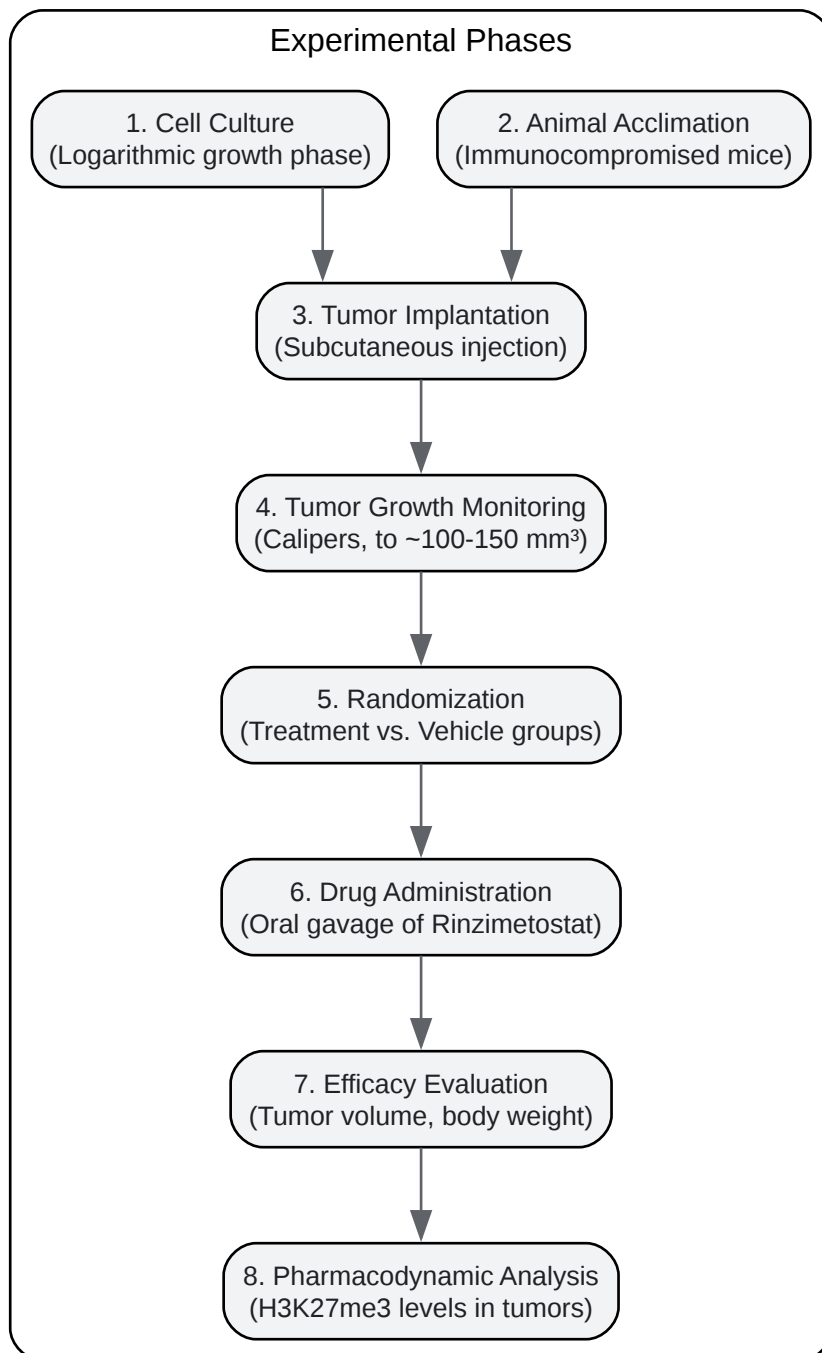 Experimental Phases
1. Cell Culture
(Logarithmic growth phase)
2. Animal Acclimation
(Immunocompromised mice)
3. Tumor Implantation
(Subcutaneous injection)
4. Tumor Growth Monitoring
(Calipers, to ~100-150 mm³)
5. Randomization
(Treatment vs. Vehicle groups)
6. Drug Administration
(Oral gavage of Rinzimetostat)
7. Efficacy Evaluation
(Tumor volume, body weight)
8. Pharmacodynamic Analysis
(H3K27me3 levels in tumors)